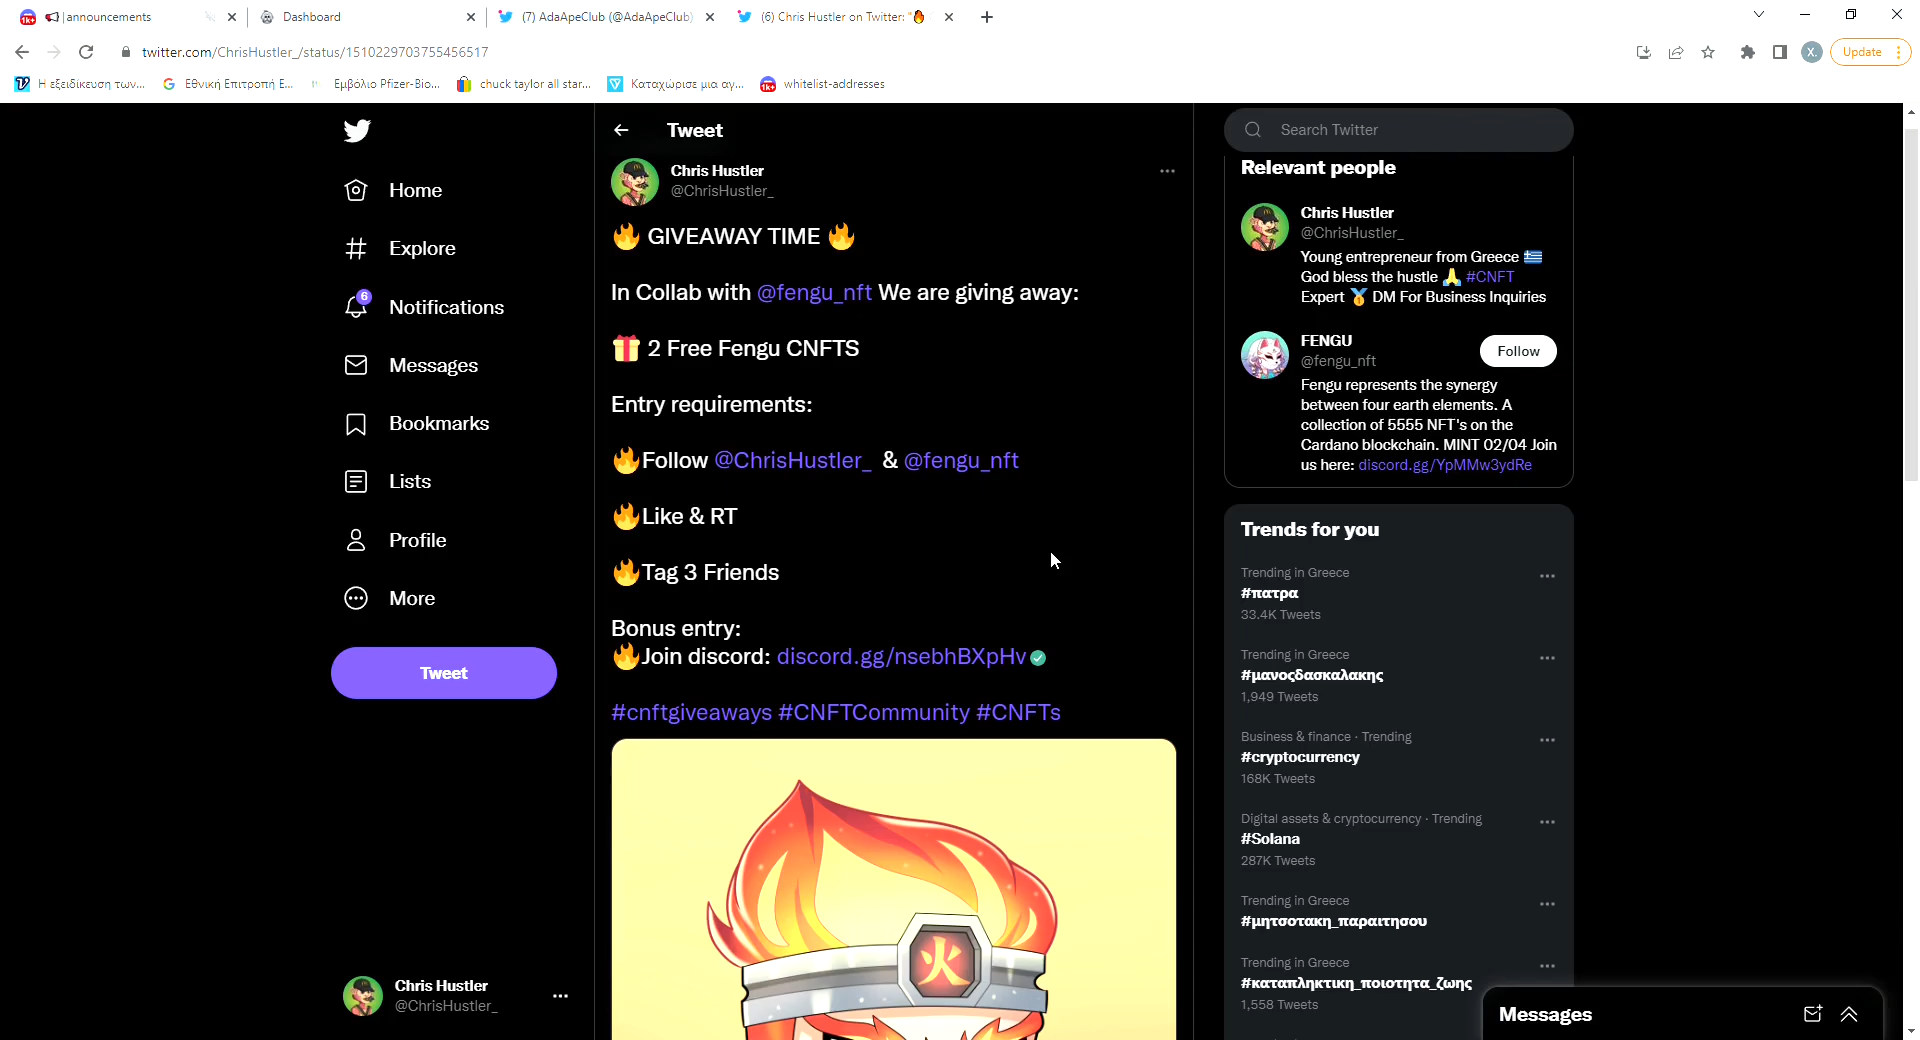 announcements
Dashboard
(7) AdaApeClub (@AdaApeClub)
(6) Chris Hustler on Twitter: "🔥
twitter.com/ChrisHustler_/status/1510229703755456517
X.
Update
Η εξειδίκευση των...
Εθνική Επιτροπή Ε...
Εμβόλιο Pfizer-Bio...
chuck taylor all star...
Καταχώρισε μια αγ...
whitelist-addresses
Home
Explore
6
Notifications
Messages
Bookmarks
Lists
Profile
More
Tweet
Chris Hustler
@ChrisHustler_
Tweet
Chris Hustler
@ChrisHustler_
🔥 GIVEAWAY TIME 🔥
In Collab with @fengu_nft We are giving away:
🎁 2 Free Fengu CNFTS
Entry requirements:
🔥Follow @ChrisHustler_ & @fengu_nft
🔥Like & RT
🔥Tag 3 Friends
Bonus entry:
🔥Join discord: discord.gg/nsebhBXpHv
#cnftgiveaways #CNFTCommunity #CNFTs
火
Search Twitter
Relevant people
Chris Hustler
@ChrisHustler_
Young entrepreneur from Greece 🇬🇷
God bless the hustle 🙏 #CNFT
Expert 🥇 DM For Business Inquiries
FENGU
@fengu_nft
Follow
Fengu represents the synergy
between four earth elements. A
collection of 5555 NFT's on the
Cardano blockchain. MINT 02/04 Join
us here: discord.gg/YpMMw3ydRe
Trends for you
Trending in Greece
#πατρα
33.4K Tweets
Trending in Greece
#μανοςδασκαλακης
1,949 Tweets
Business & finance · Trending
#cryptocurrency
168K Tweets
Digital assets & cryptocurrency · Trending
#Solana
287K Tweets
Trending in Greece
#μητσοτακη_παραιτησου
Trending in Greece
#καταπληκτικη_ποιοτητα_ζωης
1,558 Tweets
Messages